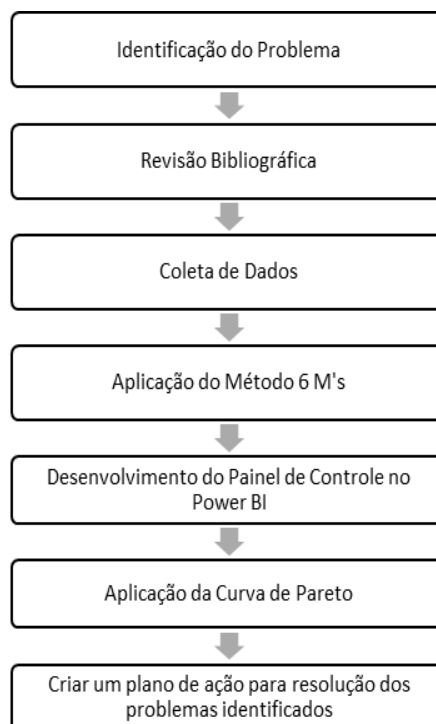 Identificação do Problema
Revisão Bibliográfica
Coleta de Dados
Aplicação do Método 6 M's
Desenvolvimento do Painel de Controle no
Power BI
Aplicação da Curva de Pareto
Criar um plano de ação para resolução dos
problemas identificados